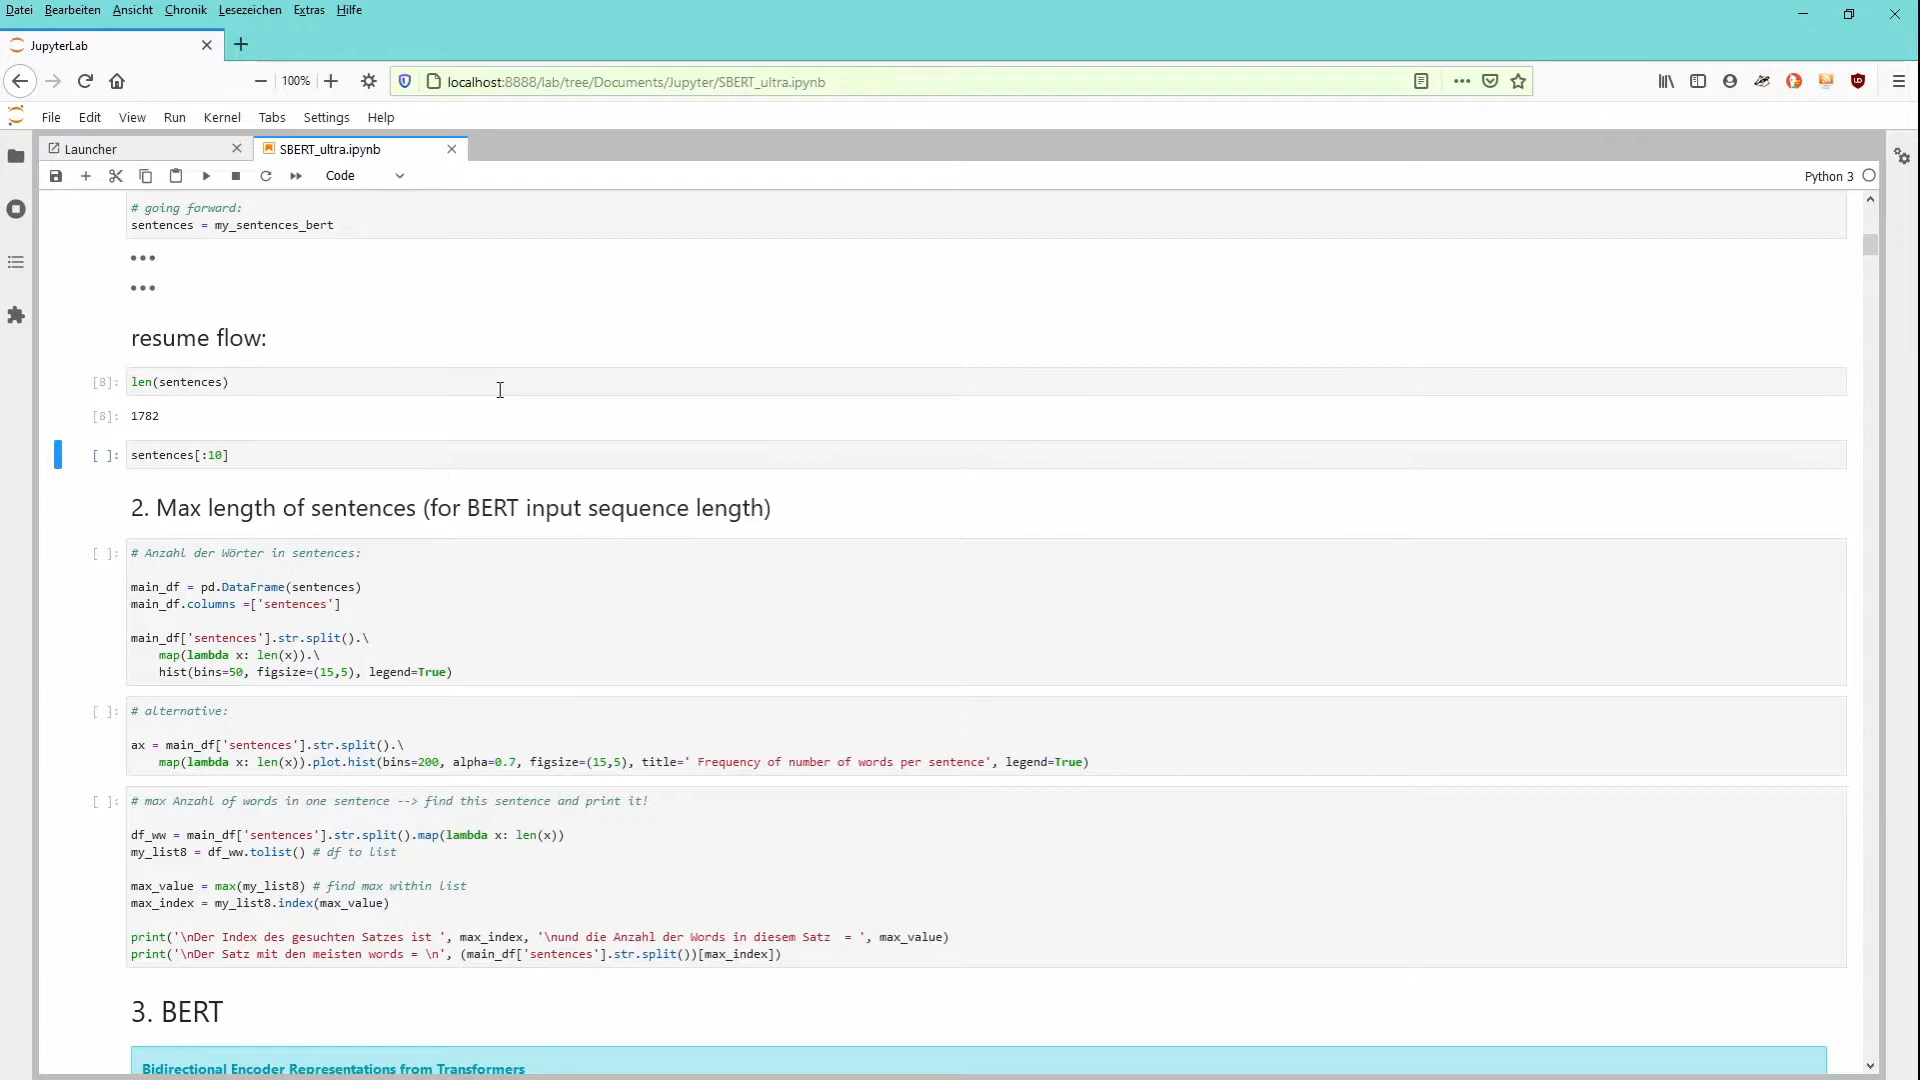 Datei Bearbeiten Ansicht Chronik Lesezeichen Extras Hilfe
JupyterLab
100% localhost:8888/lab/tree/Documents/Jupyter/SBERT_ultra.ipynb
File Edit View Run Kernel Tabs Settings Help
Launcher SBERT_ultra.ipynb
Code Python 3
# going forward:
sentences = my_sentences_bert
resume flow:
[8]: len(sentences)
[8]: 1782
[ ]: sentences[:10]
2. Max length of sentences (for BERT input sequence length)
[ ]: # Anzahl der Wörter in sentences:
main_df = pd.DataFrame(sentences)
main_df.columns =['sentences']
main_df['sentences'].str.split().\
map(lambda x: len(x)).\
hist(bins=50, figsize=(15,5), legend=True)
[ ]: # alternative:
ax = main_df['sentences'].str.split().\
map(lambda x: len(x)).plot.hist(bins=200, alpha=0.7, figsize=(15,5), title=' Frequency of number of words per sentence', legend=True)
[ ]: # max Anzahl of words in one sentence --> find this sentence and print it!
df_ww = main_df['sentences'].str.split().map(lambda x: len(x))
my_list8 = df_ww.tolist() # df to list
max_value = max(my_list8) # find max within list
max_index = my_list8.index(max_value)
print('\nDer Index des gesuchten Satzes ist ', max_index, '\nund die Anzahl der Words in diesem Satz  = ', max_value)
print('\nDer Satz mit den meisten words = \n', (main_df['sentences'].str.split())[max_index])
3. BERT
Bidirectional Encoder Representations from Transformers